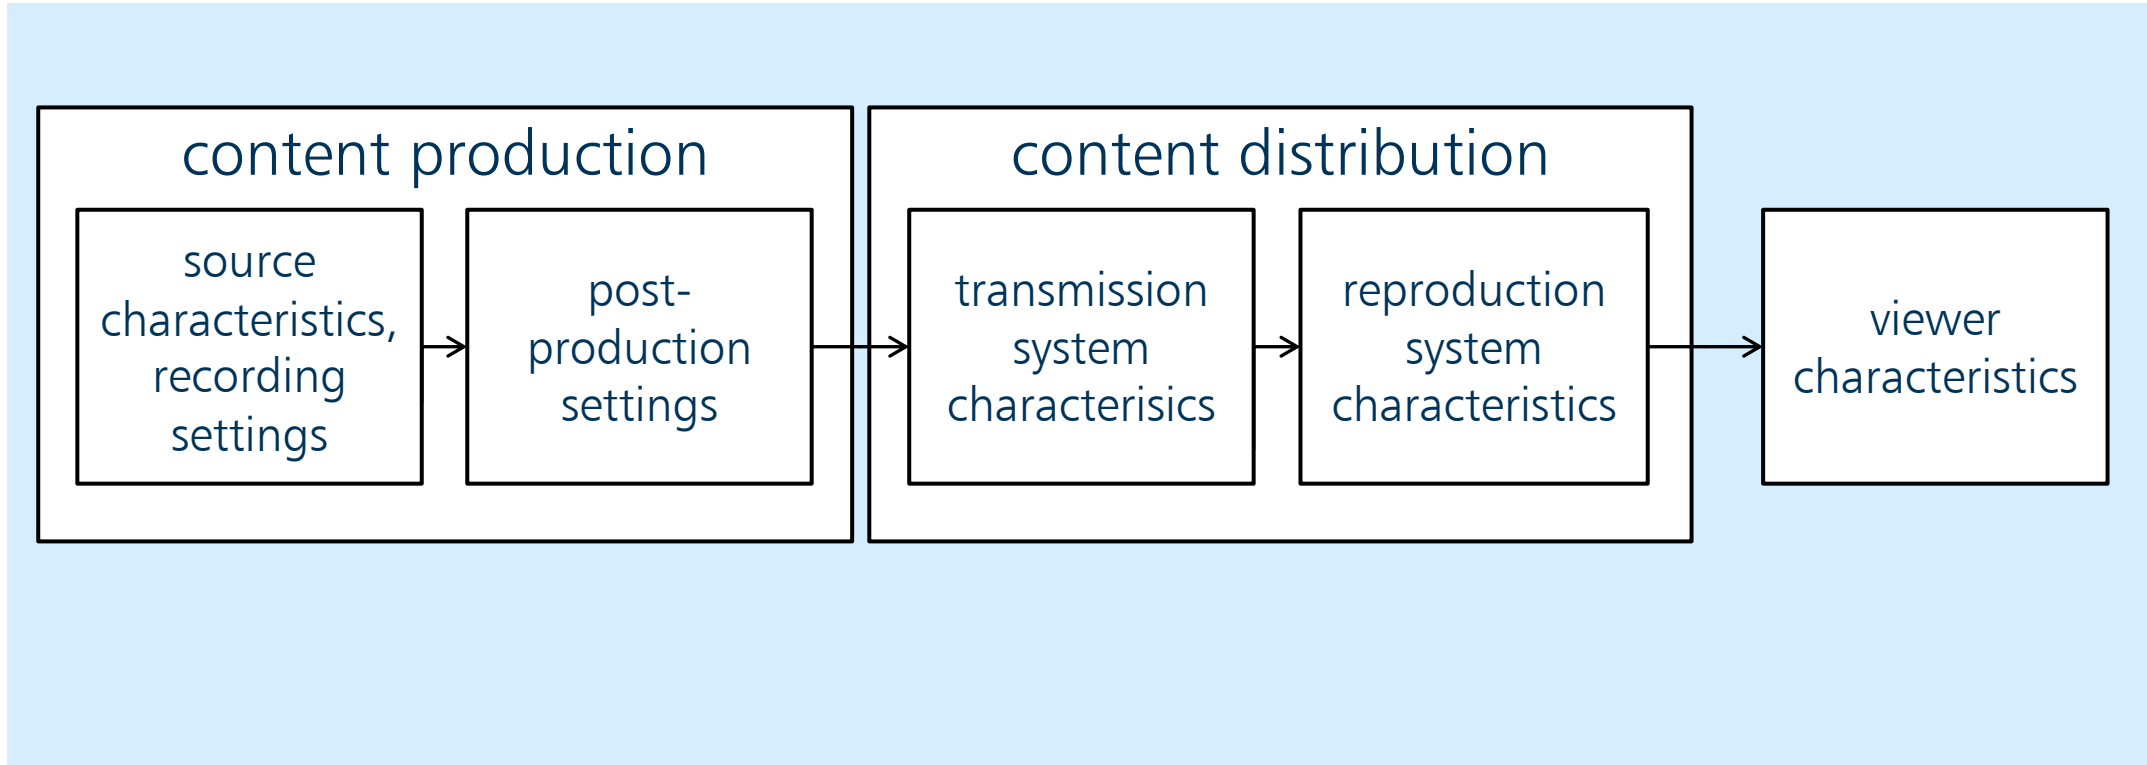 content production
source
characteristics,
recording
settings
post-
production
settings
content distribution
transmission
system
characterisics
reproduction
system
characteristics
viewer
characteristics